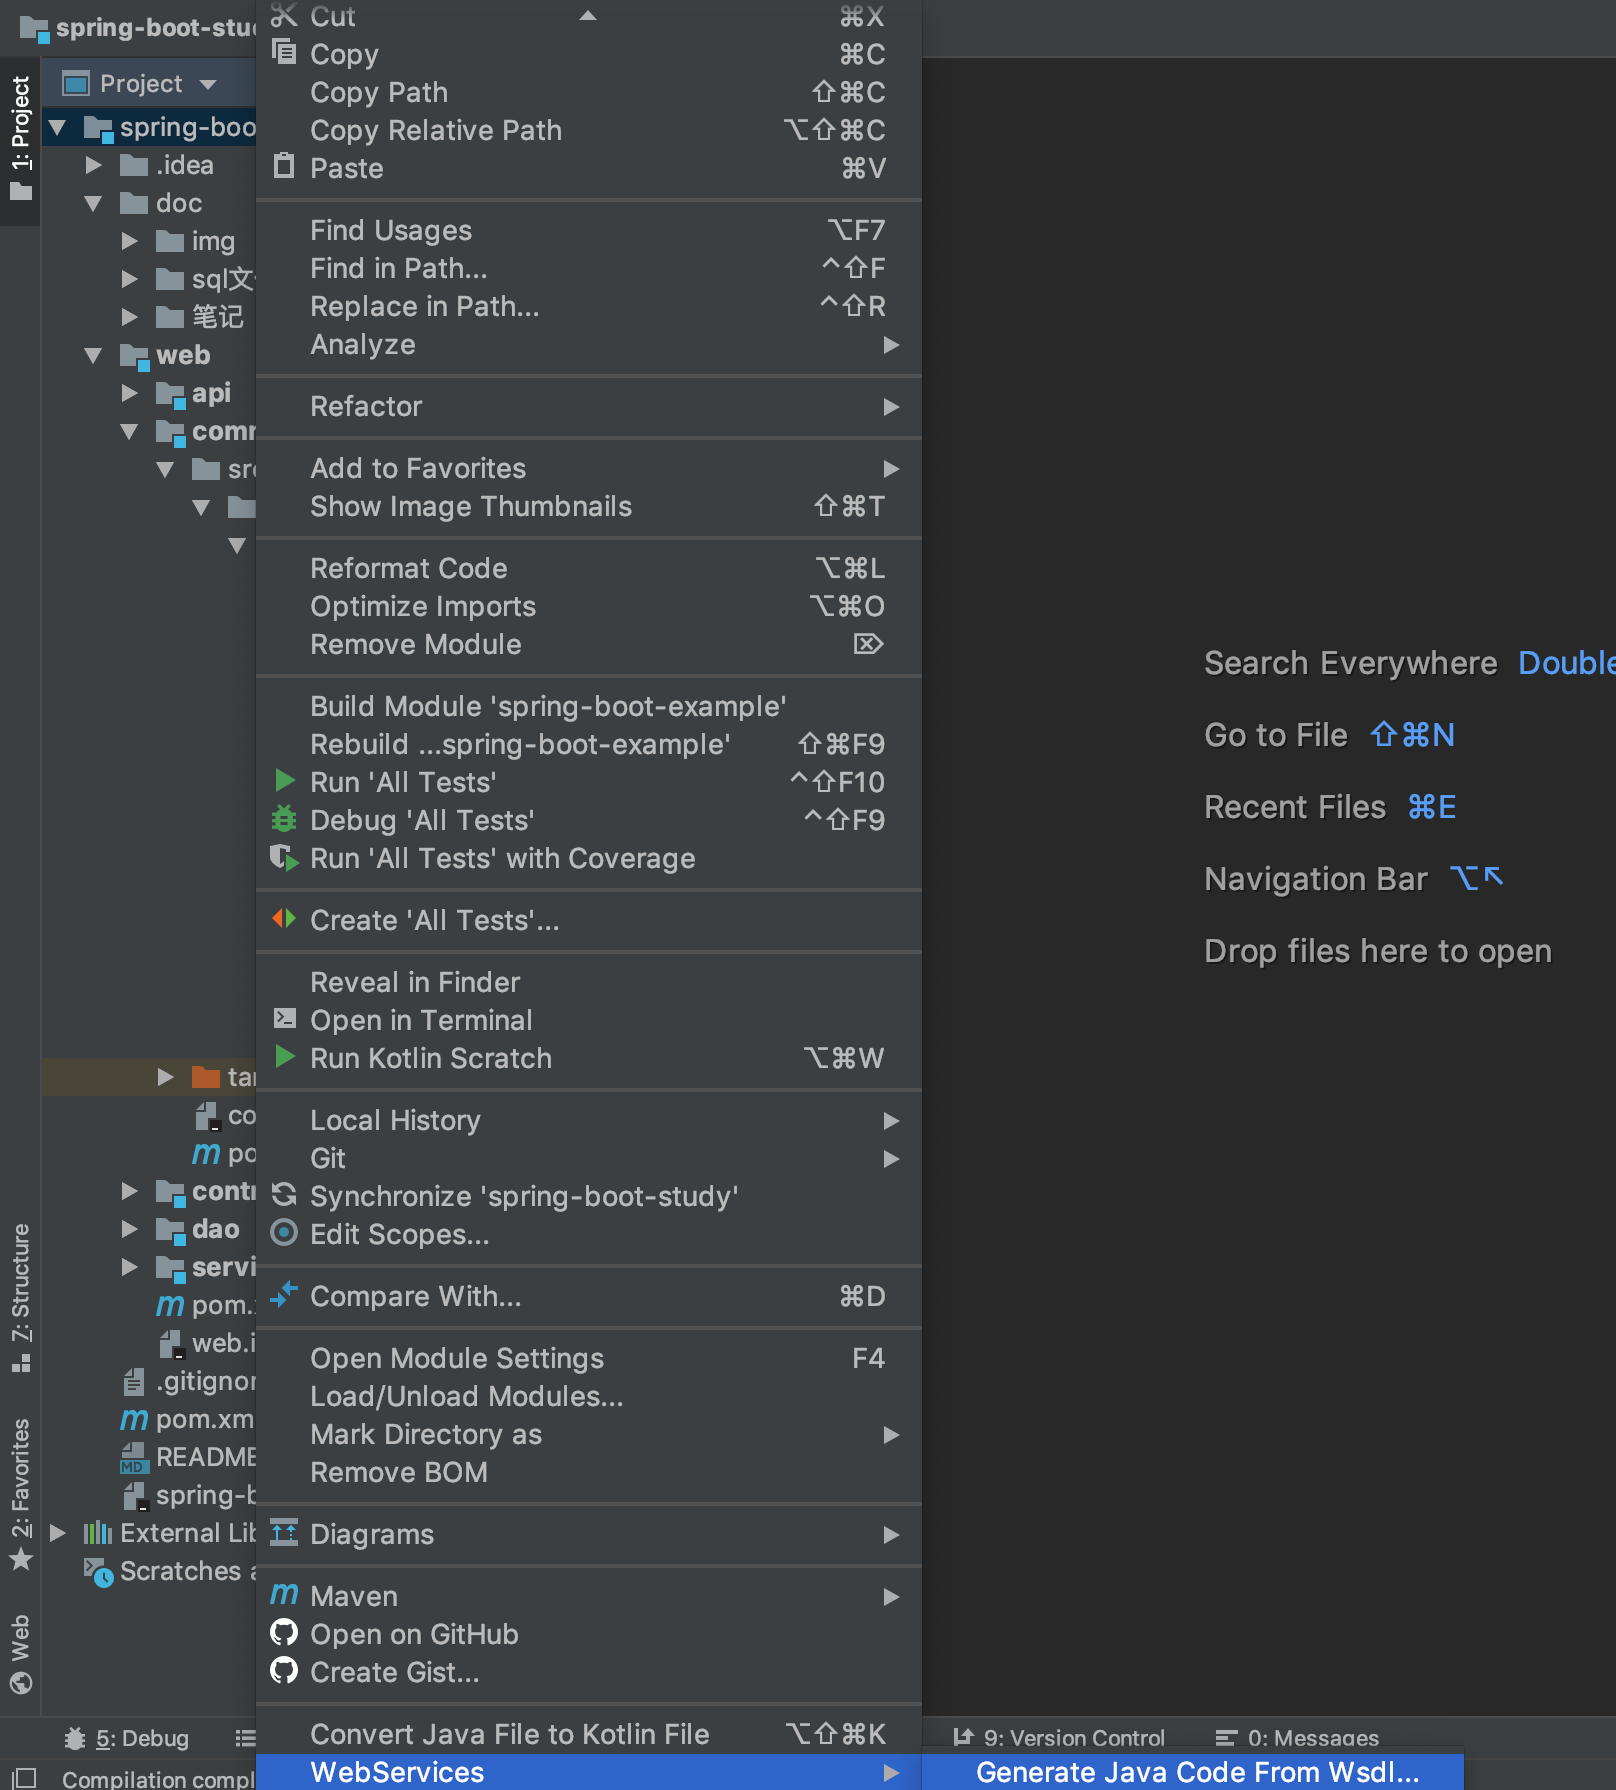 spring-boot-stu
Project
1: Project
spring-boo
.idea
doc
img
sql文
笔记
web
api
com
src
tar
co
po
contr
dao
servi
pom.x
web.i
.gitignor
pom.xm
README
spring-b
External Lib
Scratches a
7: Structure
2: Favorites
Web
Cut ⌘X
Copy ⌘C
Copy Path ⇧⌘C
Copy Relative Path ⌥⇧⌘C
Paste ⌘V
Find Usages ⌥F7
Find in Path... ^⇧F
Replace in Path... ^⇧R
Analyze
Refactor
Add to Favorites
Show Image Thumbnails ⇧⌘T
Reformat Code ⌥⌘L
Optimize Imports ⌥⌘O
Remove Module ⌦
Build Module 'spring-boot-example'
Rebuild ...spring-boot-example' ⇧⌘F9
Run 'All Tests' ^⇧F10
Debug 'All Tests' ^⇧F9
Run 'All Tests' with Coverage
Create 'All Tests'...
Reveal in Finder
Open in Terminal
Run Kotlin Scratch ⌥⌘W
Local History
Git
Synchronize 'spring-boot-study'
Edit Scopes...
Compare With... ⌘D
Open Module Settings F4
Load/Unload Modules...
Mark Directory as
Remove BOM
Diagrams
Maven
Open on GitHub
Create Gist...
Convert Java File to Kotlin File ⌥⇧⌘K
WebServices
Generate Java Code From Wsdl...
Search Everywhere Double
Go to File ⇧⌘N
Recent Files ⌘E
Navigation Bar ⌥↖
Drop files here to open
5: Debug
9: Version Control
0: Messages
Compilation compl